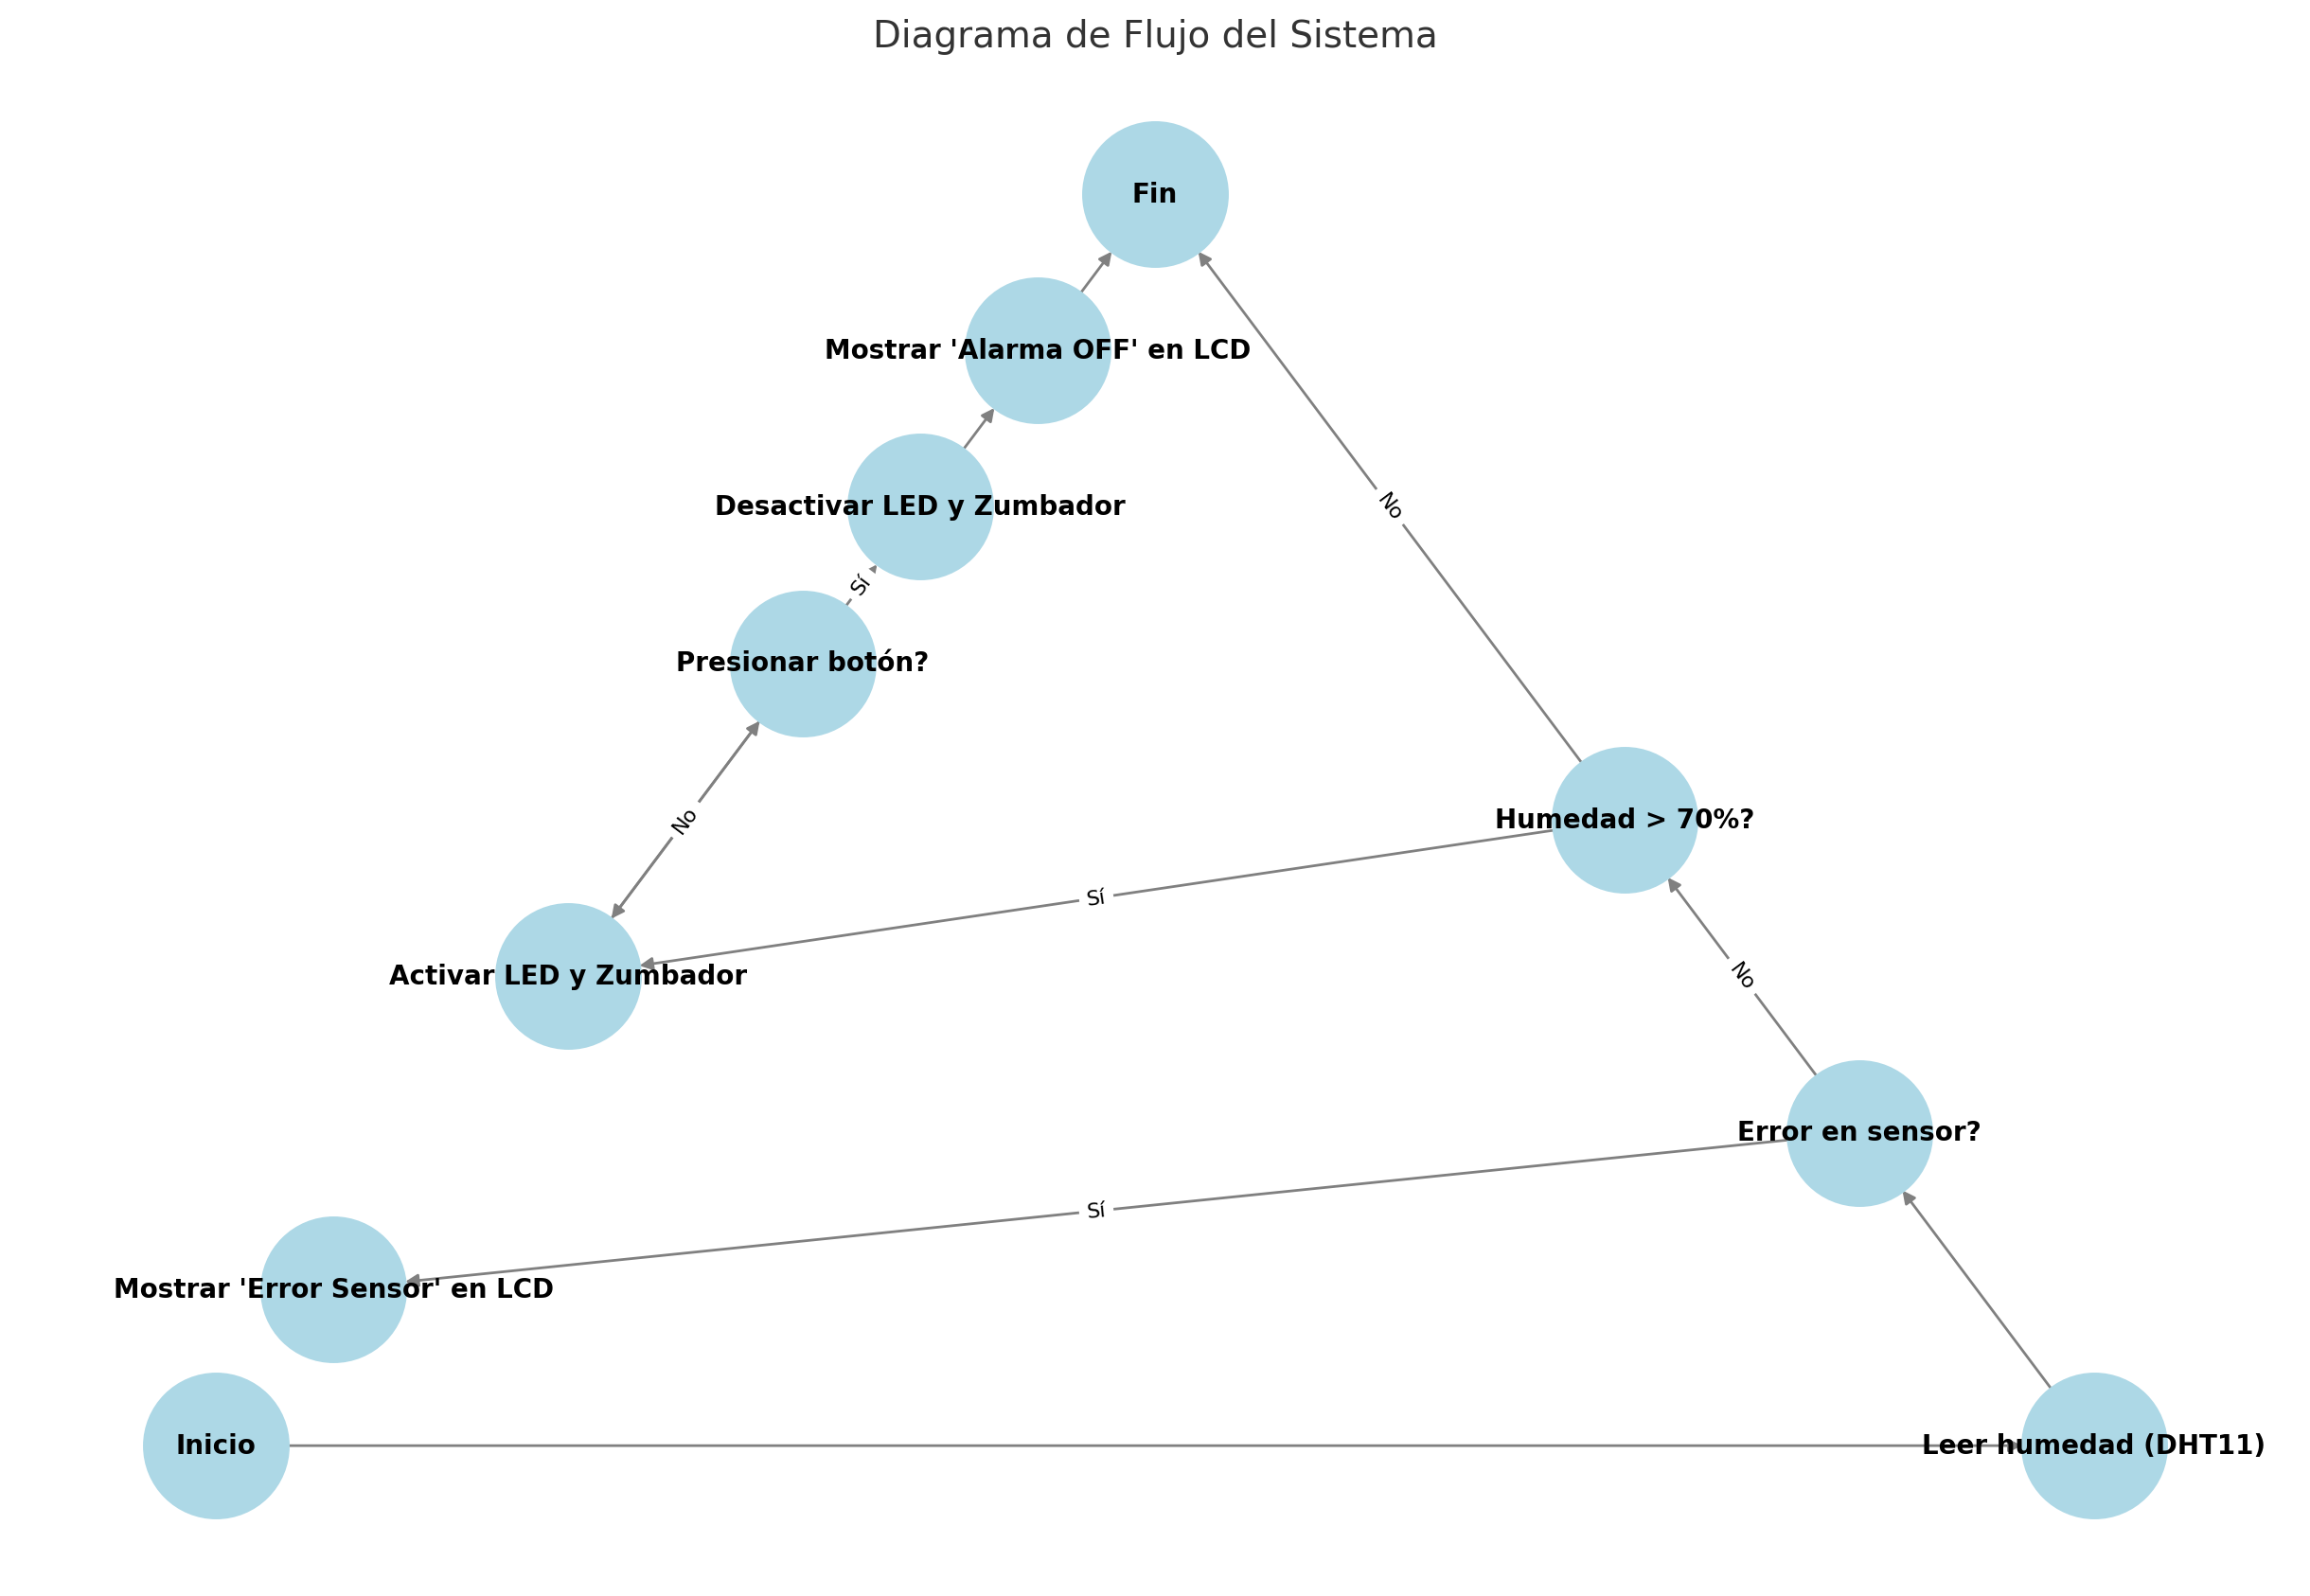 Diagrama de Flujo del Sistema
Fin
Mostrar 'Alarma OFF' en LCD
Desactivar LED y Zumbador
No
Sí
Presionar botón?
No
Humedad > 70%?
Sí
Activar LED y Zumbador
No
Error en sensor?
Sí
Mostrar 'Error Sensor' en LCD
Inicio
Leer humedad (DHT11)